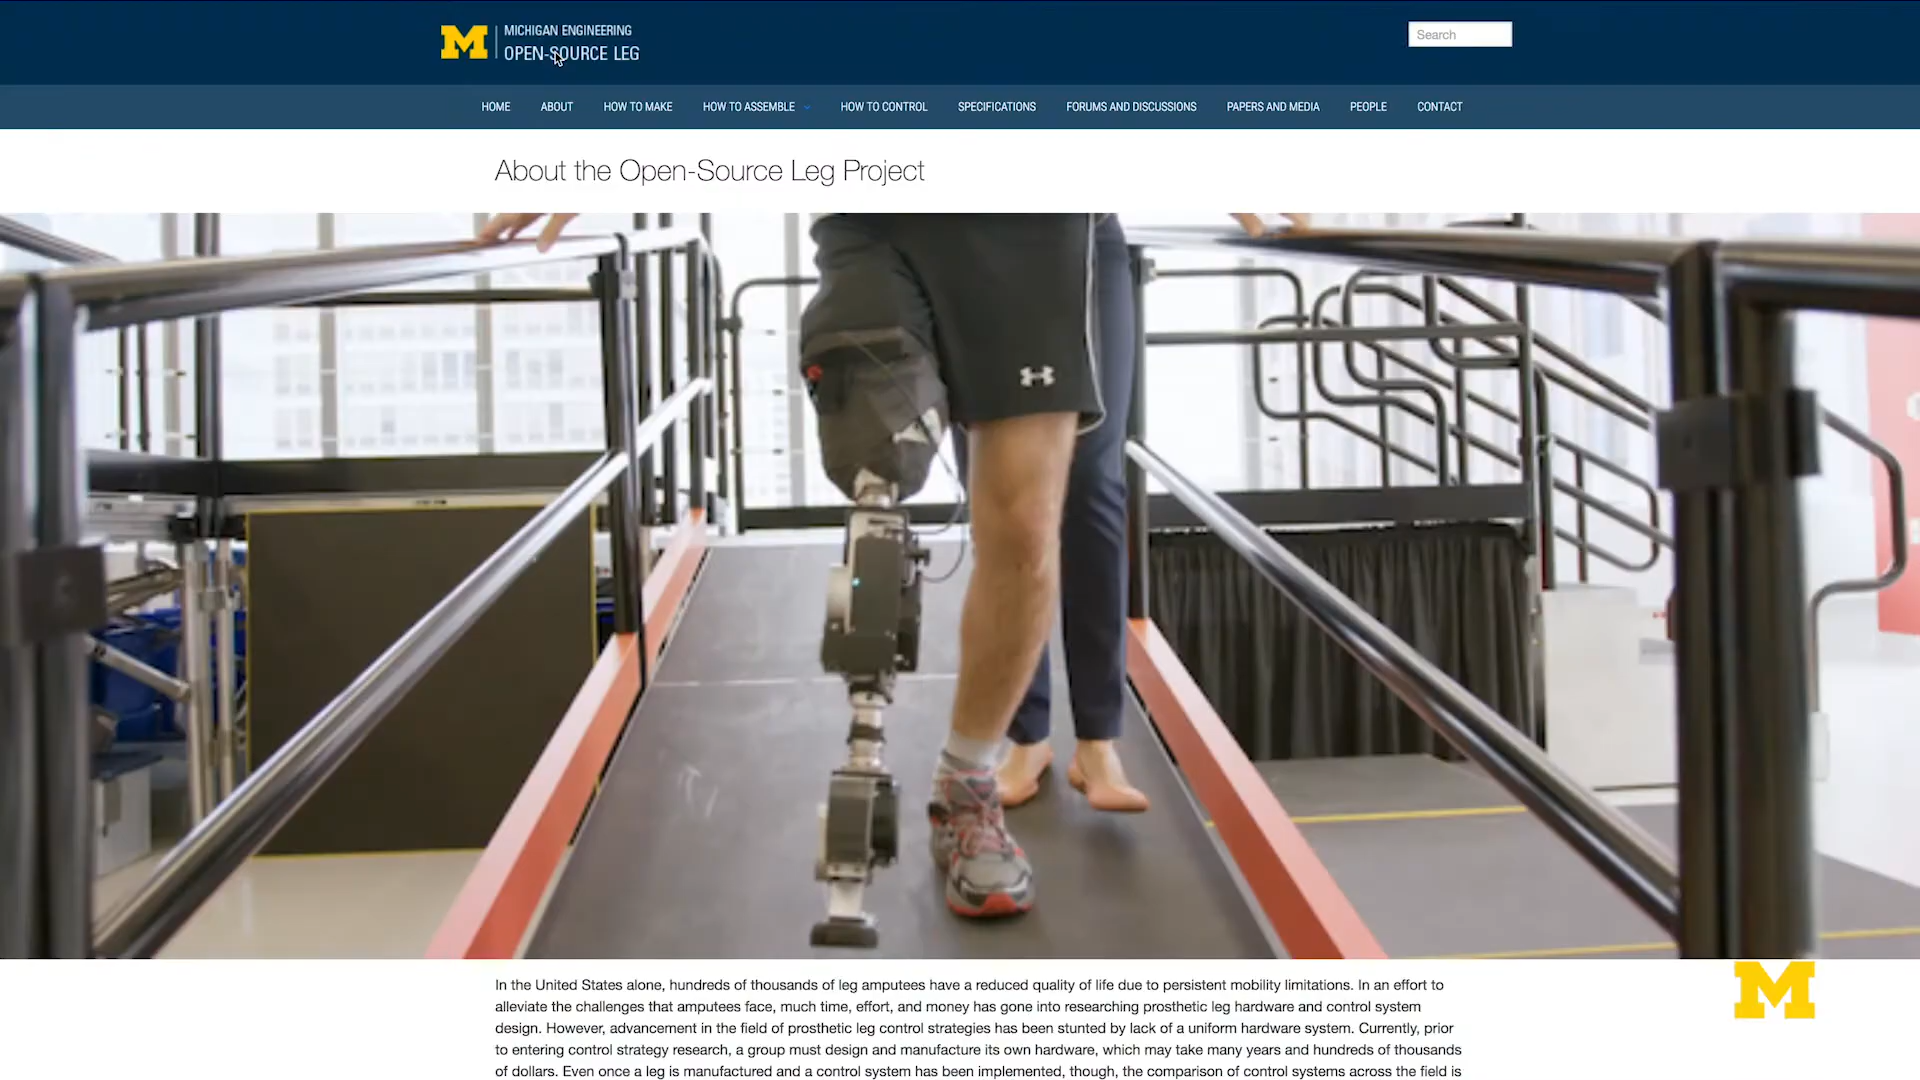 M
MICHIGAN ENGINEERING
OPEN-SOURCE LEG
Search
HOME
ABOUT
HOW TO MAKE
HOW TO ASSEMBLE
HOW TO CONTROL
SPECIFICATIONS
FORUMS AND DISCUSSIONS
PAPERS AND MEDIA
PEOPLE
CONTACT
About the Open-Source Leg Project
In the United States alone, hundreds of thousands of leg amputees have a reduced quality of life due to persistent mobility limitations. In an effort to
alleviate the challenges that amputees face, much time, effort, and money has gone into researching prosthetic leg hardware and control system
design. However, advancement in the field of prosthetic leg control strategies has been stunted by lack of a uniform hardware system. Currently, prior
to entering control strategy research, a group must design and manufacture its own hardware, which may take many years and hundreds of thousands
of dollars. Even once a leg is manufactured and a control system has been implemented, though, the comparison of control systems across the field is
M